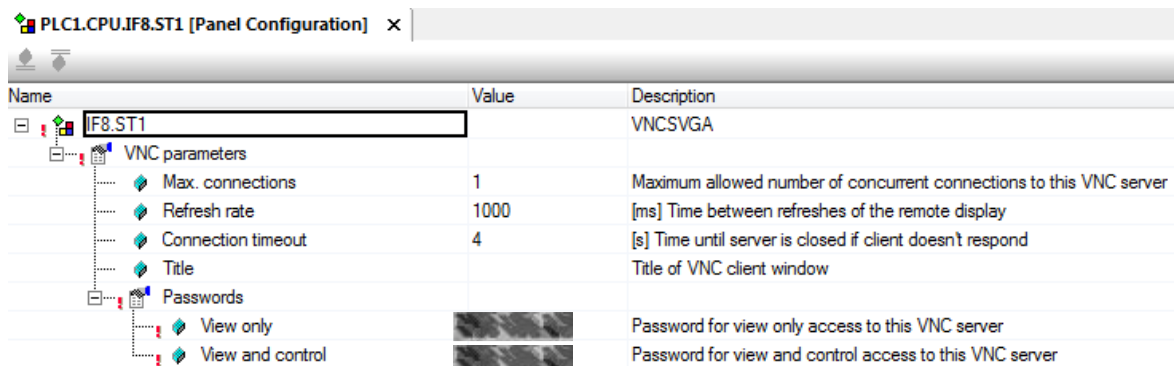 PLC1.CPU.IF8.ST1 [Panel Configuration] X
Name Value Description
IF8.ST1 VNCSVGA
VNC parameters
Max. connections 1 Maximum allowed number of concurrent connections to this VNC server
Refresh rate 1000 [ms] Time between refreshes of the remote display
Connection timeout 4 [s] Time until server is closed if client doesn't respond
Title Title of VNC client window
Passwords
View only Password for view only access to this VNC server
View and control Password for view and control access to this VNC server